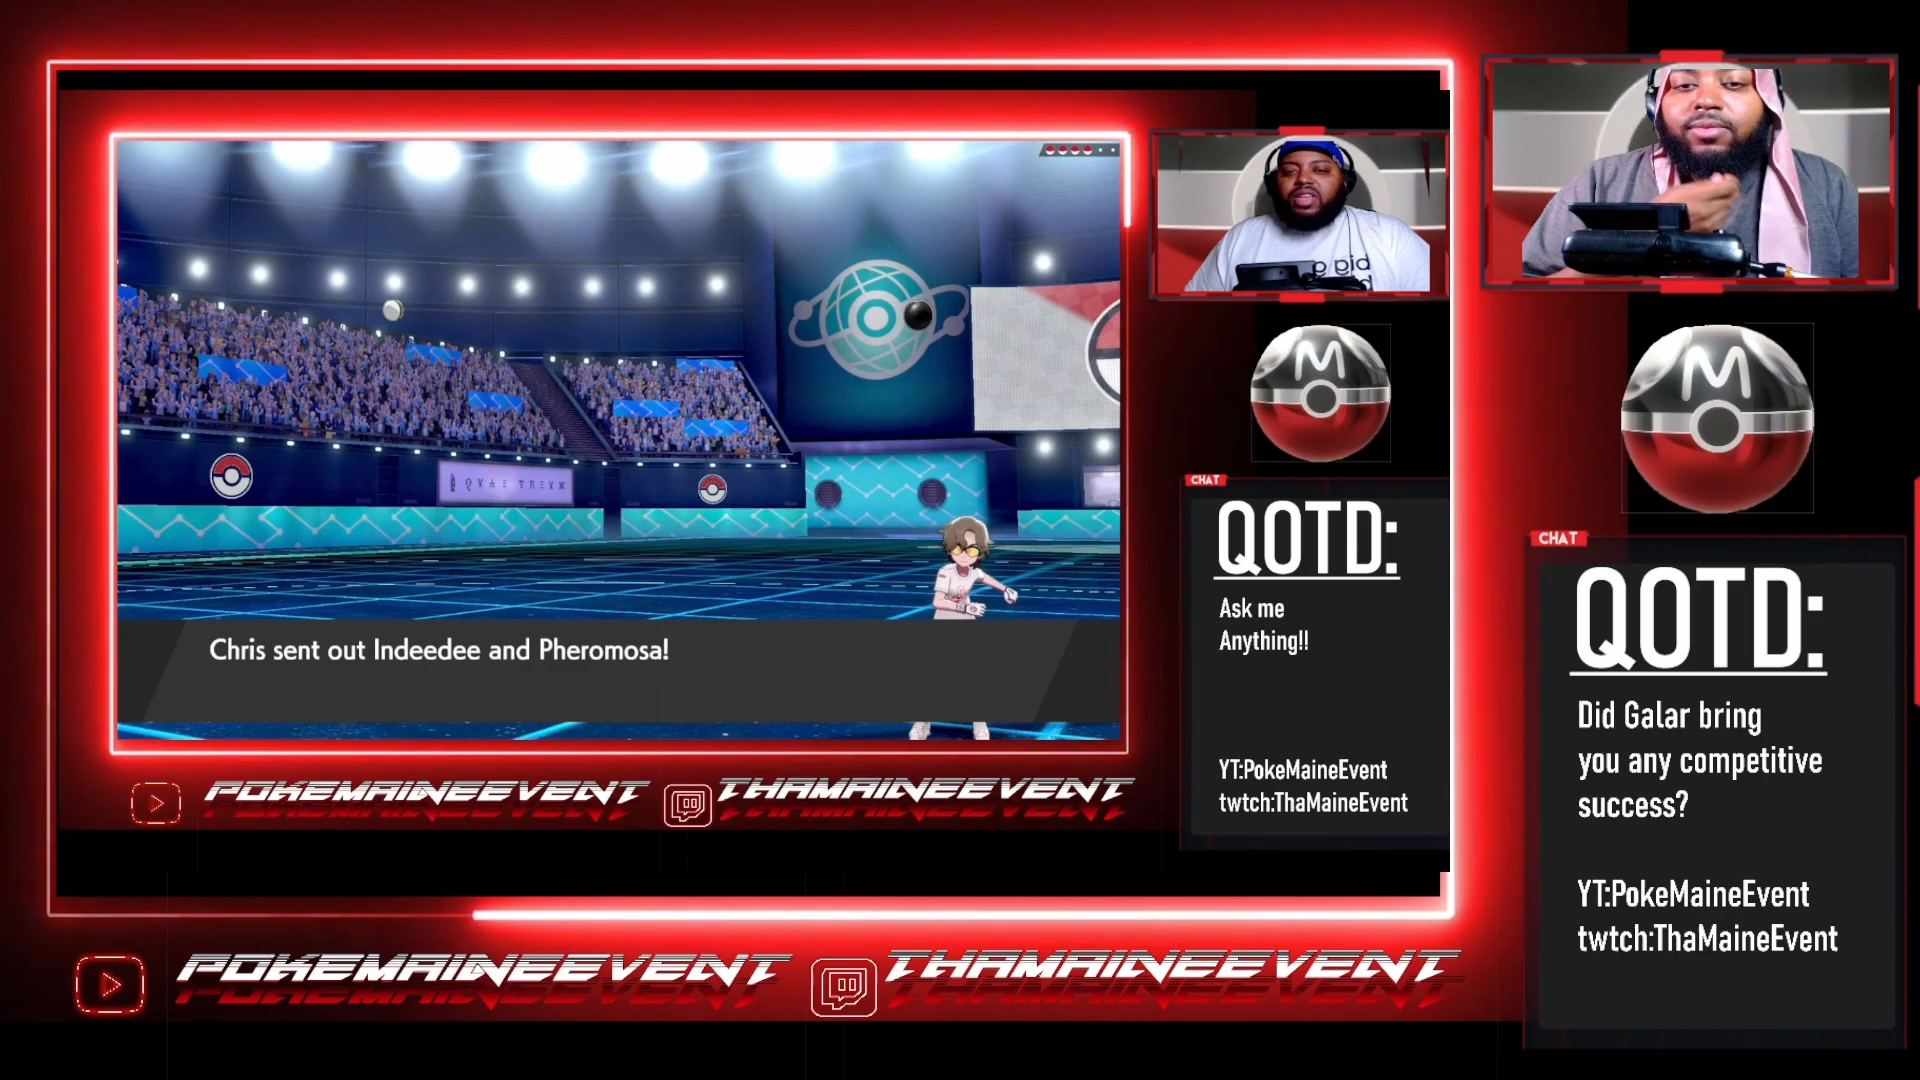 Chris sent out Indeedee and Pheromosa!
M
CHAT
QOTD:
Ask me
Anything!!
YT:PokeMaineEvent
twtch:ThaMaineEvent
POKEMAINEEVENT
THAMAINEEVENT
M
CHAT
QOTD:
Did Galar bring
you any competitive
success?
YT:PokeMaineEvent
twtch:ThaMaineEvent
POKEMAINEEVENT
THAMAINEEVENT